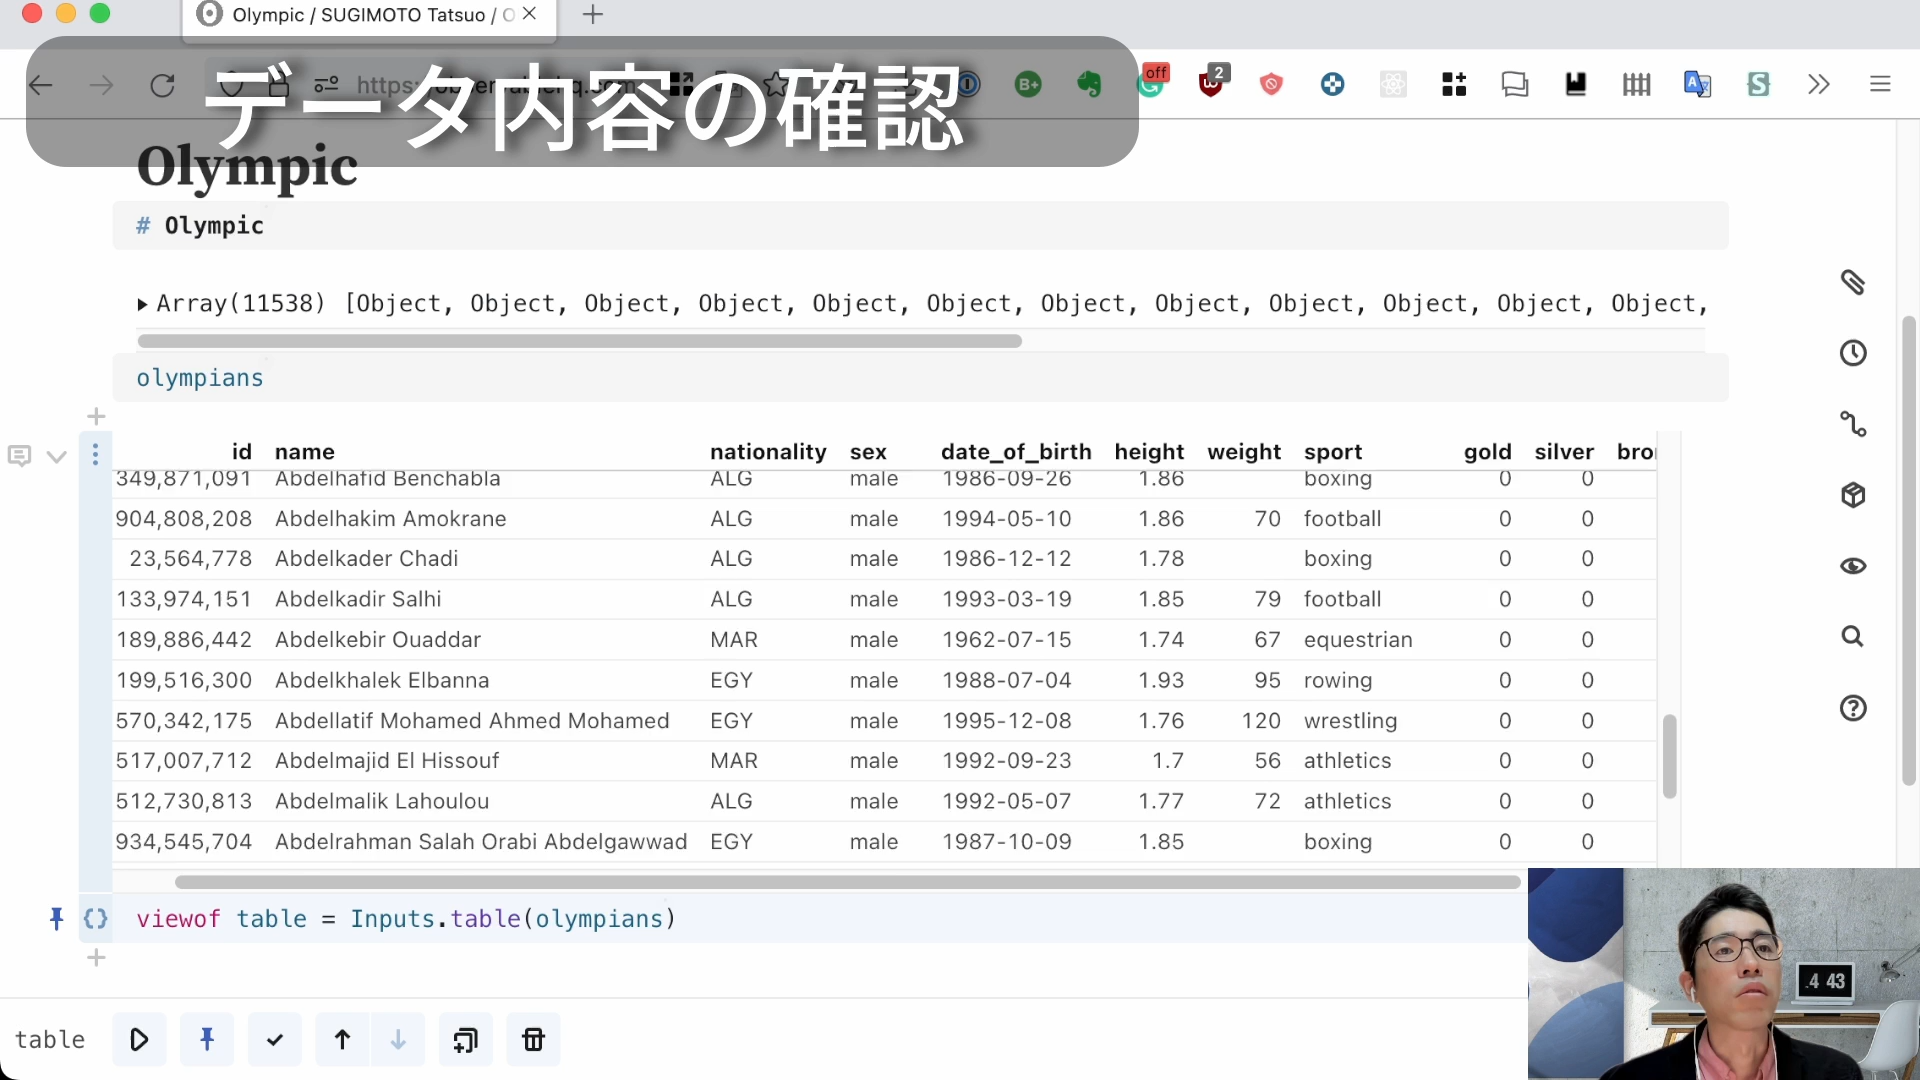 Olympic / SUGIMOTO Tatsuo / O
off
2
データ内容の確認
Olympic
# Olympic
Array(11538) [Object, Object, Object, Object, Object, Object, Object, Object, Object, Object, Object, Object,
olympians
id name nationality sex date_of_birth height weight sport gold silver bro
349,871,091 Abdelhafid Benchabla ALG male 1986-09-26 1.86 boxing 0 0
904,808,208 Abdelhakim Amokrane ALG male 1994-05-10 1.86 70 football 0 0
23,564,778 Abdelkader Chadi ALG male 1986-12-12 1.78 boxing 0 0
133,974,151 Abdelkadir Salhi ALG male 1993-03-19 1.85 79 football 0 0
189,886,442 Abdelkebir Ouaddar MAR male 1962-07-15 1.74 67 equestrian 0 0
199,516,300 Abdelkhalek Elbanna EGY male 1988-07-04 1.93 95 rowing 0 0
570,342,175 Abdellatif Mohamed Ahmed Mohamed EGY male 1995-12-08 1.76 120 wrestling 0 0
517,007,712 Abdelmajid El Hissouf MAR male 1992-09-23 1.7 56 athletics 0 0
512,730,813 Abdelmalik Lahoulou ALG male 1992-05-07 1.77 72 athletics 0 0
934,545,704 Abdelrahman Salah Orabi Abdelgawwad EGY male 1987-10-09 1.85 boxing 0 0
viewof table = Inputs.table(olympians)
4 43
table